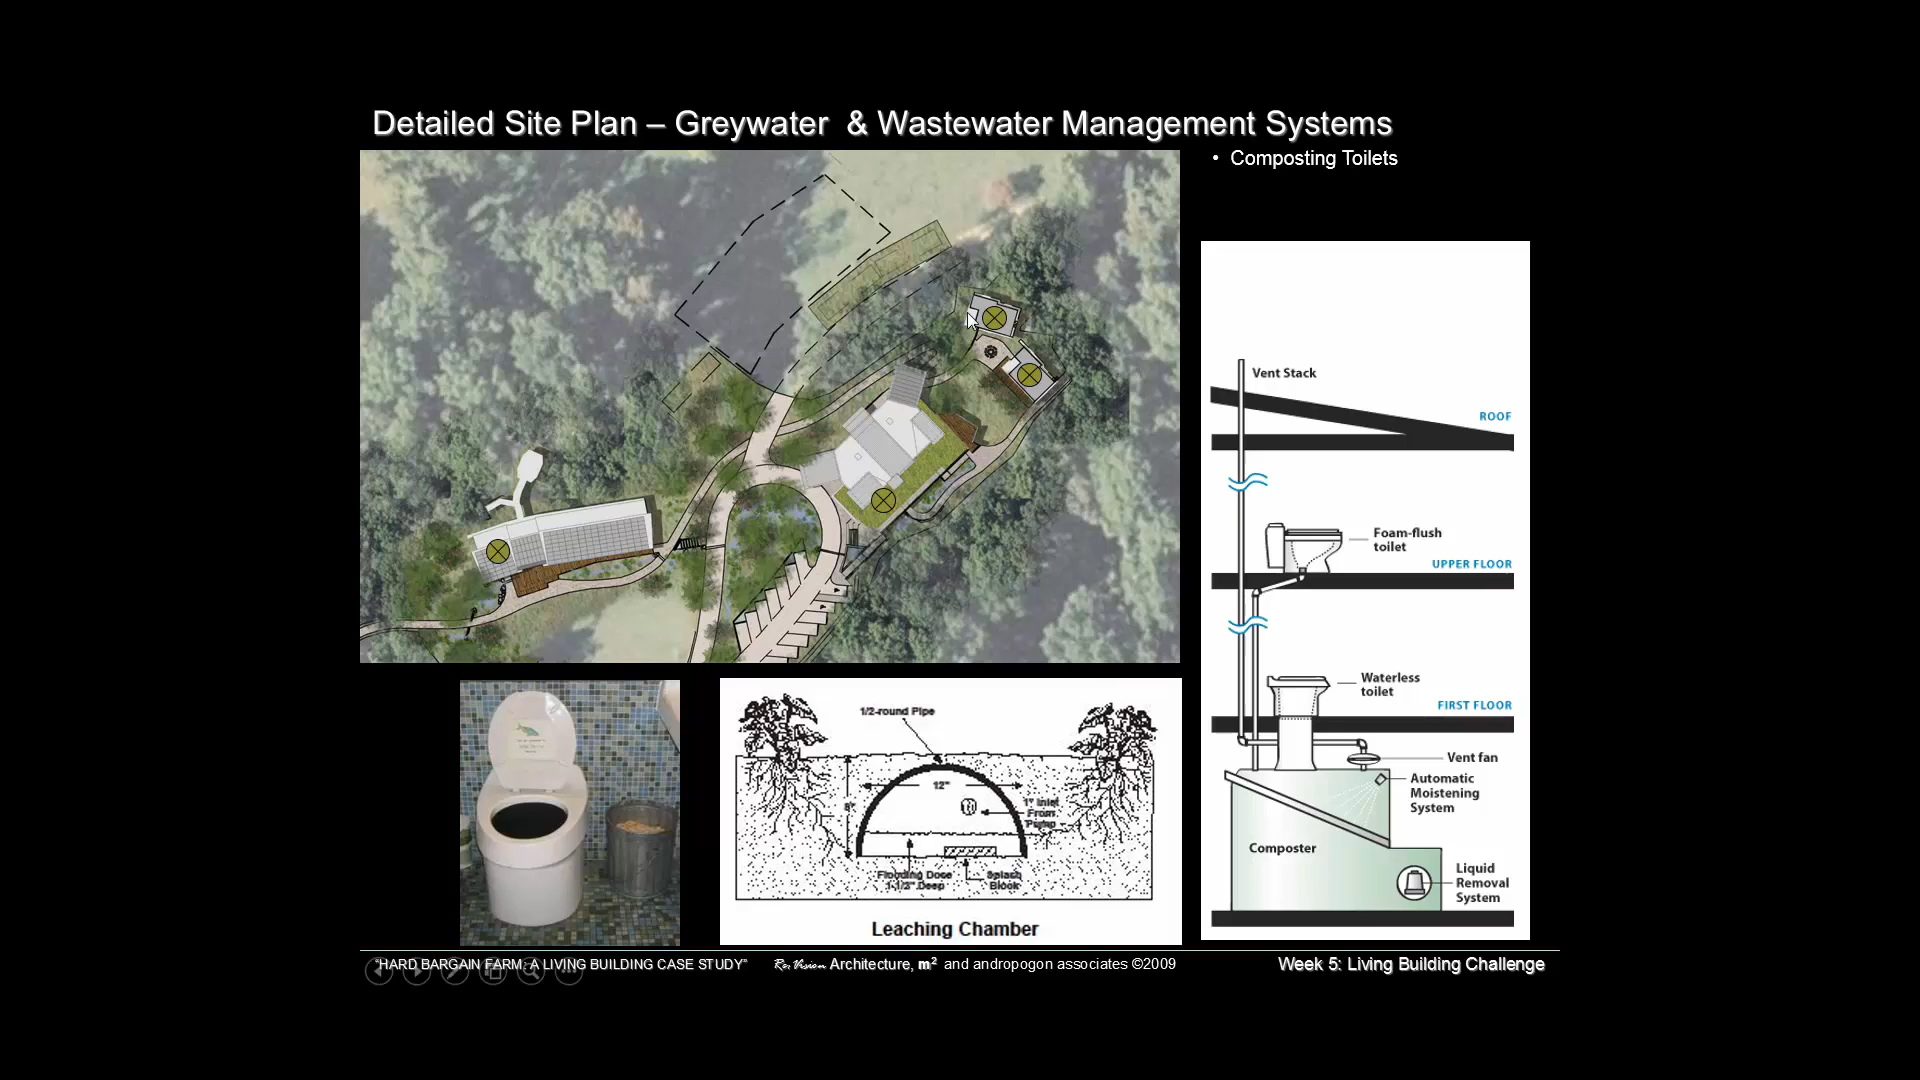 Detailed Site Plan – Greywater & Wastewater Management Systems
• Composting Toilets
Vent Stack
ROOF
Foam-flush
toilet
UPPER FLOOR
Waterless
toilet
FIRST FLOOR
Vent fan
Automatic
Moistening
System
Composter
Liquid
Removal
System
1/2-round Pipe
12"
8"
1" Inlet
From
Pump
Flooding Dose
1-1/2" Deep
Splash
Block
Leaching Chamber
"HARD BARGAIN FARM: A LIVING BUILDING CASE STUDY"
Re:Vision Architecture, m² and andropogon associates ©2009
Week 5: Living Building Challenge